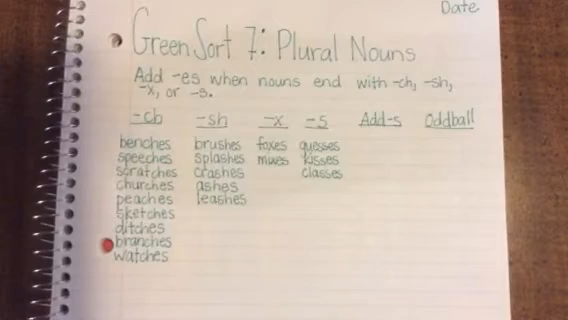 Date
Green Sort 7: Plural Nouns
Add -es when nouns end with -ch, -sh,
-x, or -s.
-ch -sh -x -s Add-s Oddball
benches brushes foxes guesses
speeches splashes mixes kisses
scratches crashes classes
churches ashes
peaches leashes
sketches
ditches
branches
watches